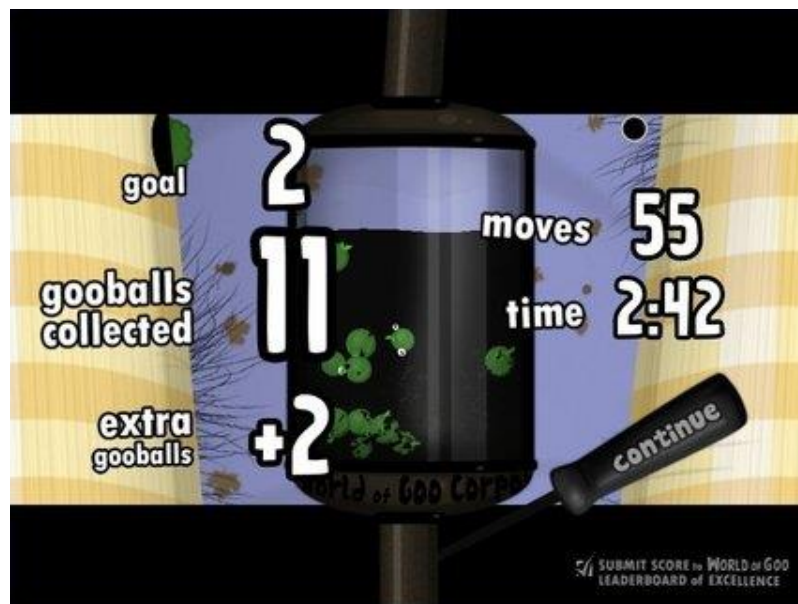 goal 2
gooballs
collected 11
extra
gooballs +2
moves 55
time 2:42
continue
World of Goo Corpo
SUBMIT SCORE to WORLD of GOO
LEADERBOARD of EXCELLENCE